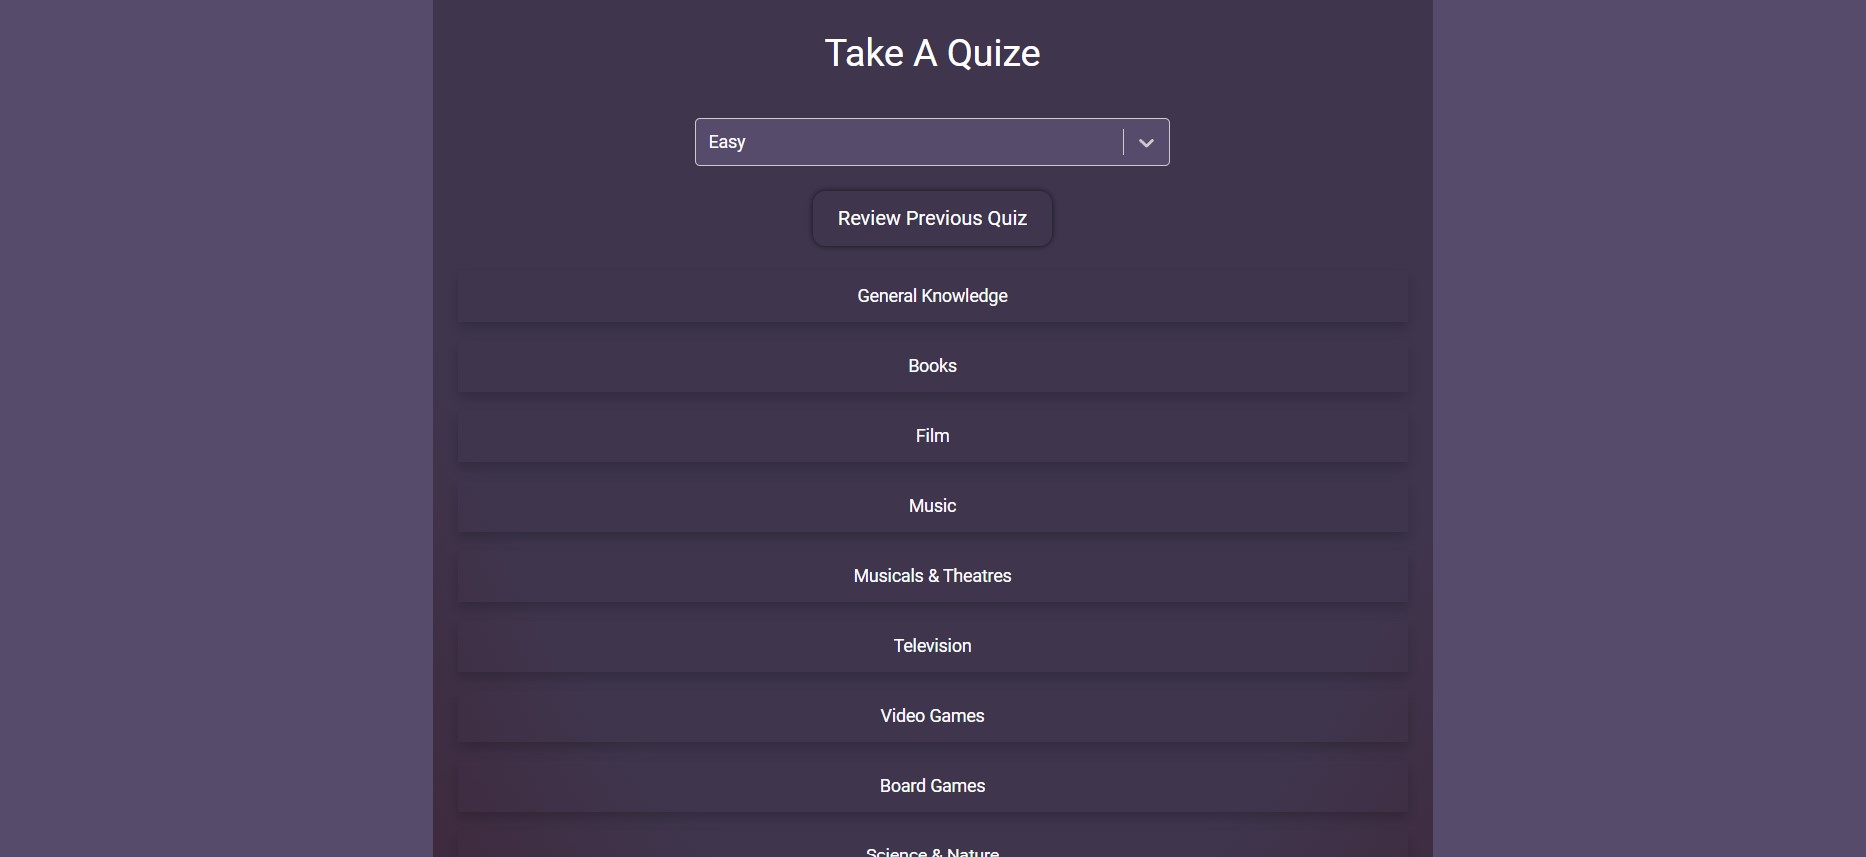 Take A Quize
Easy
Review Previous Quiz
General Knowledge
Books
Film
Music
Musicals & Theatres
Television
Video Games
Board Games
Science & Nature